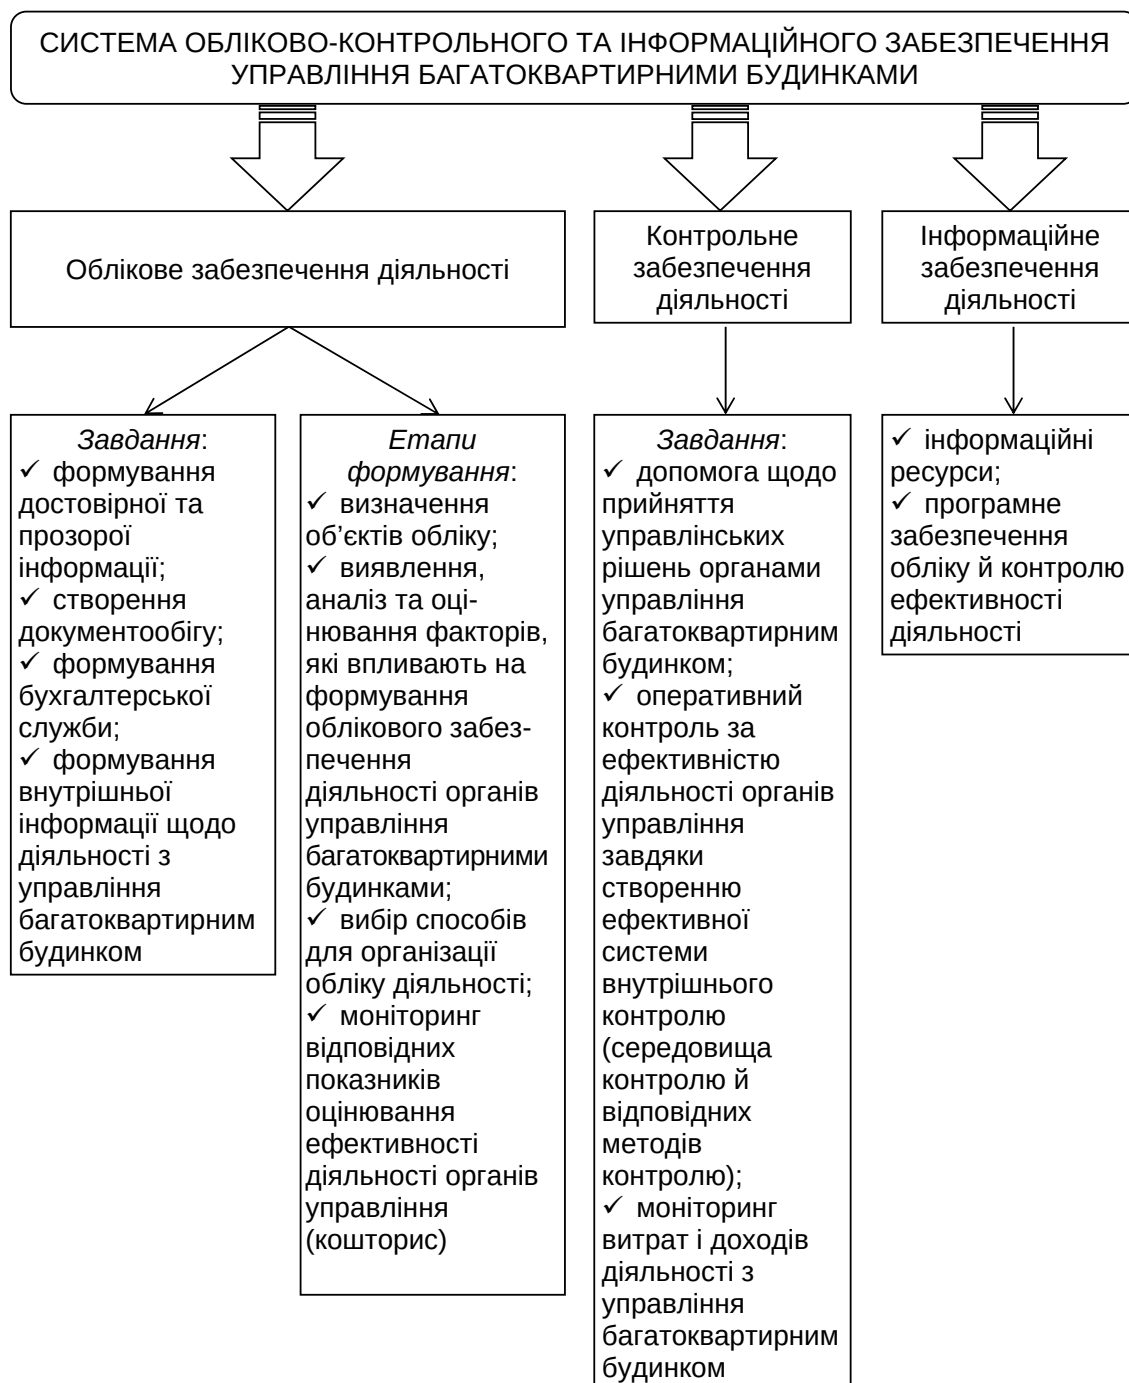 СИСТЕМА ОБЛІКОВО-КОНТРОЛЬНОГО ТА ІНФОРМАЦІЙНОГО ЗАБЕЗПЕЧЕННЯ
УПРАВЛІННЯ БАГАТОКВАРТИРНИМИ БУДИНКАМИ
Облікове забезпечення діяльності
Контрольне
забезпечення
діяльності
Інформаційне
забезпечення
діяльності
Завдання:
✓ формування
достовірної та
прозорої
інформації;
✓ створення
документообігу;
✓ формування
бухгалтерської
служби;
✓ формування
внутрішньої
інформації щодо
діяльності з
управління
багатоквартирним
будинком
Етапи
формування:
✓ визначення
об’єктів обліку;
✓ виявлення,
аналіз та оці-
нювання факторів,
які впливають на
формування
облікового забез-
печення
діяльності органів
управління
багатоквартирними
будинками;
✓ вибір способів
для організації
обліку діяльності;
✓ моніторинг
відповідних
показників
оцінювання
ефективності
діяльності органів
управління
(кошторис)
Завдання:
✓ допомога щодо
прийняття
управлінських
рішень органами
управління
багатоквартирним
будинком;
✓ оперативний
контроль за
ефективністю
діяльності органів
управління
завдяки
створенню
ефективної
системи
внутрішнього
контролю
(середовища
контролю й
відповідних
методів
контролю);
✓ моніторинг
витрат і доходів
діяльності з
управління
багатоквартирним
будинком
✓ інформаційні
ресурси;
✓ програмне
забезпечення
обліку й контролю
ефективності
діяльності